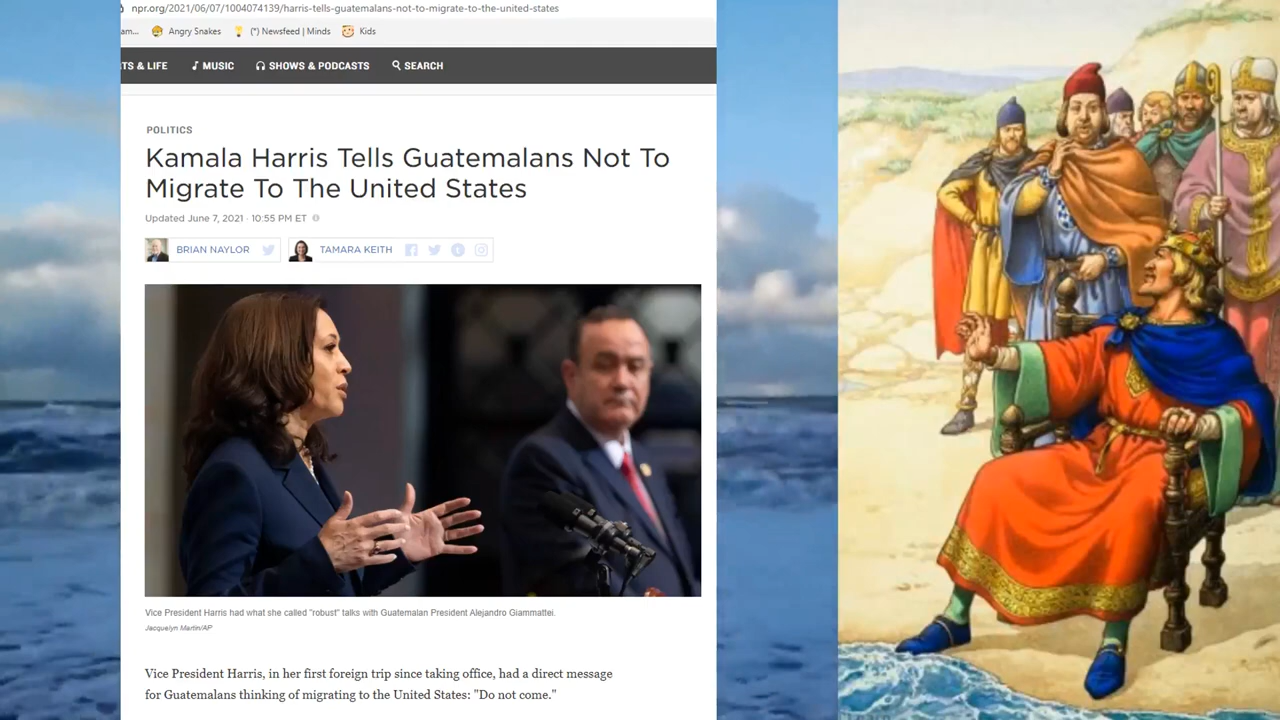 npr.org/2021/06/07/1004074139/harris-tells-guatemalans-not-to-migrate-to-the-united-states
am... Angry Snakes (*) Newsfeed | Minds Kids
TS & LIFE MUSIC SHOWS & PODCASTS SEARCH
POLITICS
Kamala Harris Tells Guatemalans Not To
Migrate To The United States
Updated June 7, 2021 · 10:55 PM ET
BRIAN NAYLOR TAMARA KEITH
Vice President Harris had what she called "robust" talks with Guatemalan President Alejandro Giammattei.
Jacquelyn Martin/AP
Vice President Harris, in her first foreign trip since taking office, had a direct message
for Guatemalans thinking of migrating to the United States: "Do not come."